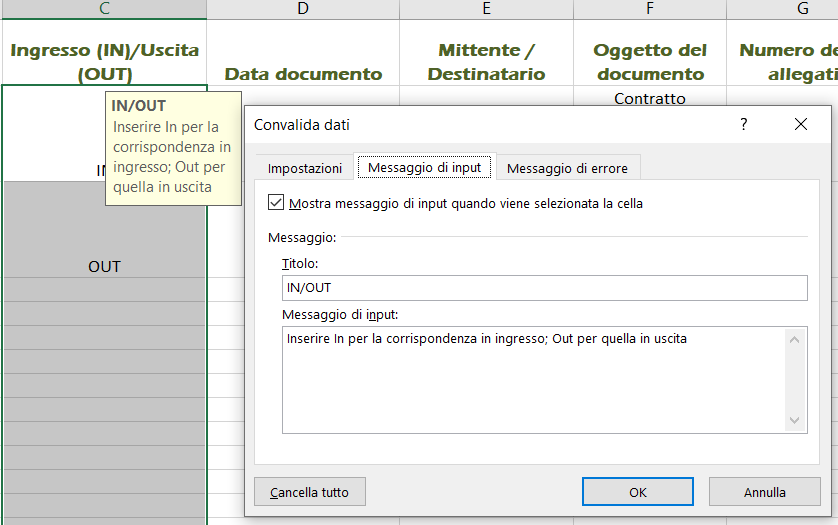 C D E F G
Ingresso (IN)/Uscita
(OUT)
Data documento
Mittente /
Destinatario
Oggetto del
documento
Numero de
allegati
Contratto
IN/OUT
Inserire In per la
corrispondenza in
ingresso; Out per
quella in uscita
OUT
Convalida dati
?
Impostazioni
Messaggio di input
Messaggio di errore
Mostra messaggio di input quando viene selezionata la cella
Messaggio:
Titolo:
IN/OUT
Messaggio di input:
Inserire In per la corrispondenza in ingresso; Out per quella in uscita
Cancella tutto
OK
Annulla